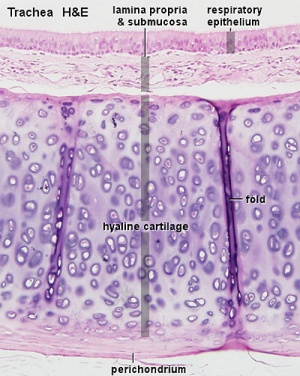 Trachea H&E
lamina propria
& submucosa
respiratory
epithelium
fold
hyaline cartilage
perichondrium